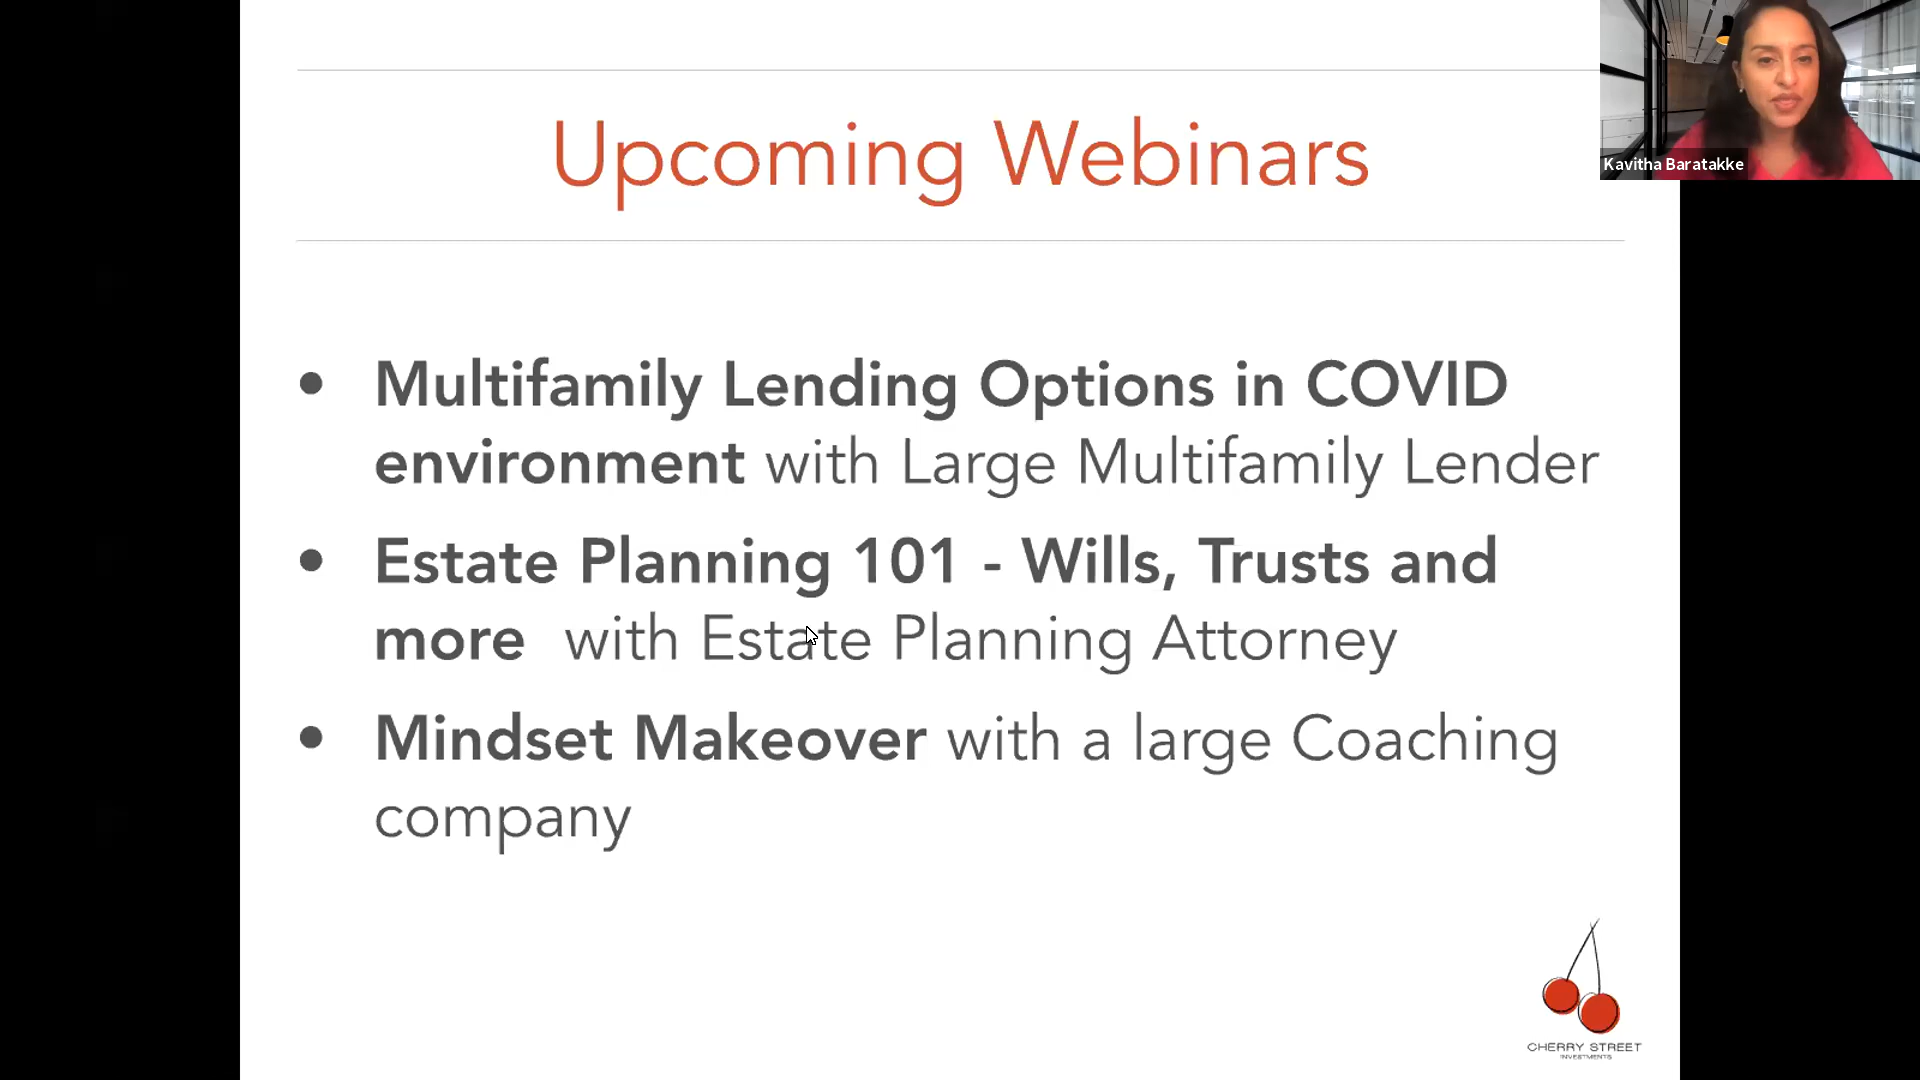 Upcoming Webinars
Kavitha Baratakke
• Multifamily Lending Options in COVID
environment with Large Multifamily Lender
• Estate Planning 101 - Wills, Trusts and
more with Estate Planning Attorney
• Mindset Makeover with a large Coaching
company
CHERRY STREET
INVESTMENTS